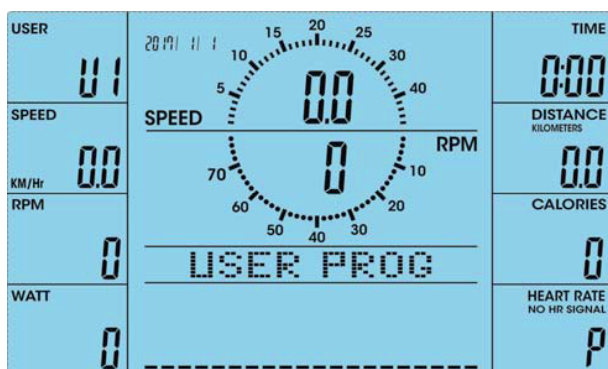 USER
U1
SPEED
KM/Hr 0.0
RPM
0
WATT
0
2019/ 1/ 1
5 10 15 20 25 30 40
SPEED 0.0
RPM
0
10 20 30 40 50 60 70
USER PROG
TIME
0:00
DISTANCE
KILOMETERS
0.0
CALORIES
0
HEART RATE
NO HR SIGNAL
P